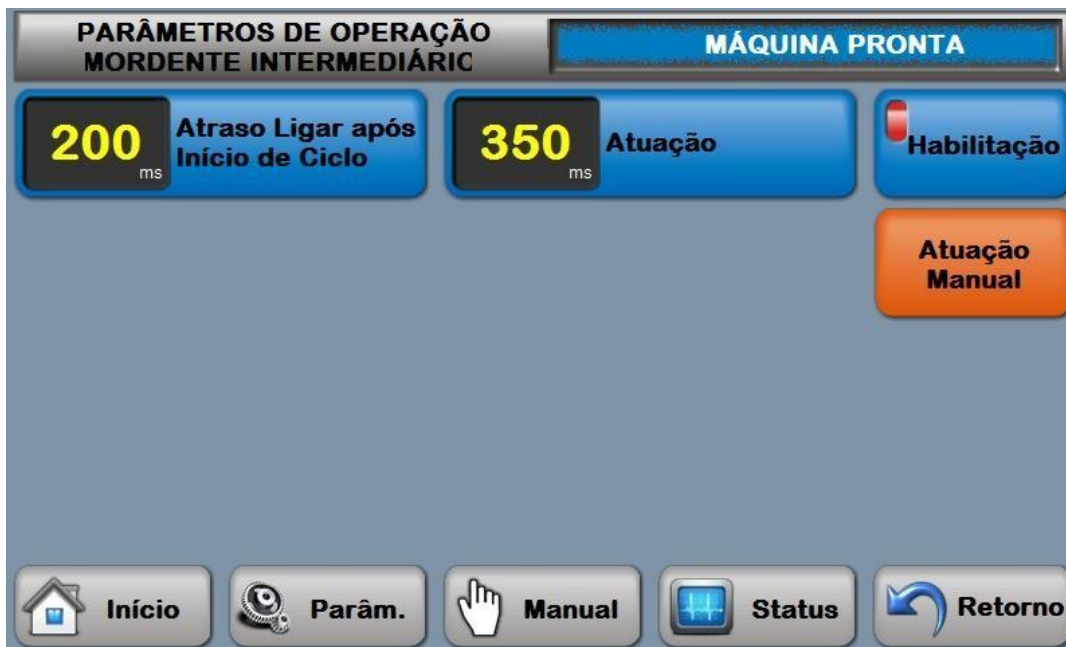 PARÂMETROS DE OPERAÇÃO
MORDENTE INTERMEDIÁRIO
MÁQUINA PRONTA
200
ms
Atraso Ligar após
Início de Ciclo
350
ms
Atuação
Habilitação
Atuação
Manual
Início
Parâm.
Manual
Status
Retorno